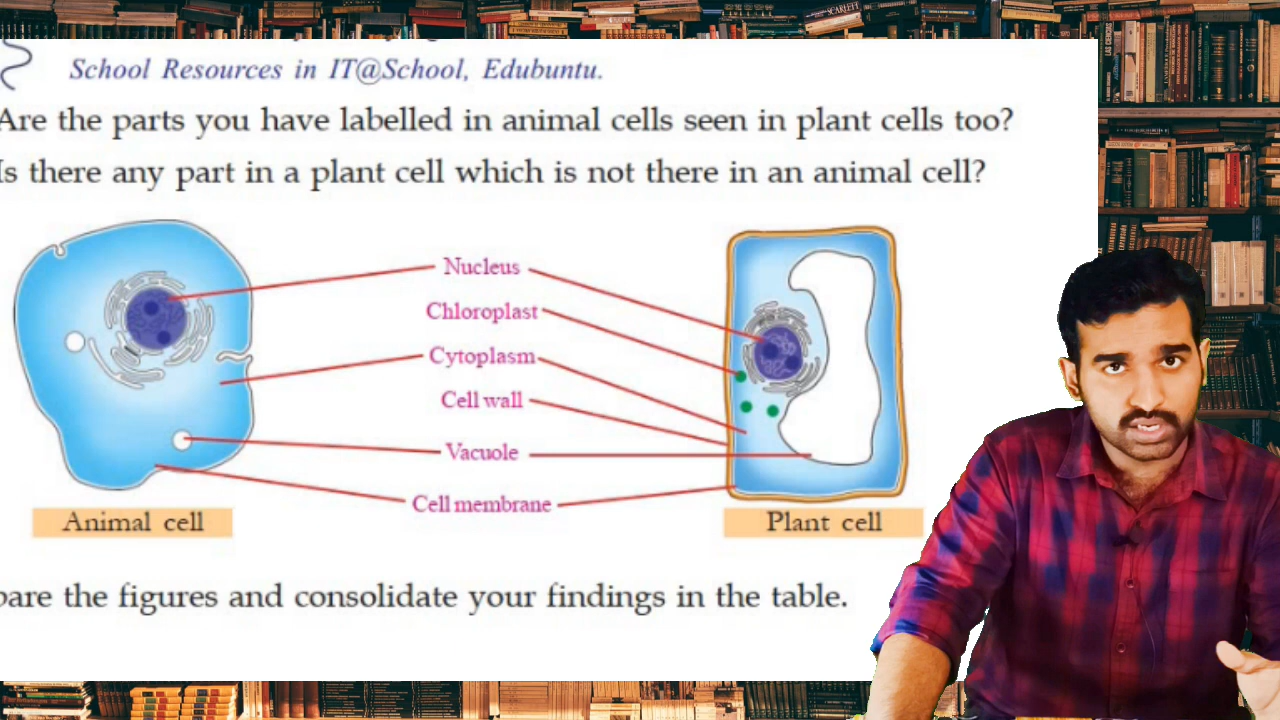 School Resources in IT@School, Edubuntu.
Are the parts you have labelled in animal cells seen in plant cells too?
Is there any part in a plant cell which is not there in an animal cell?
Nucleus
Chloroplast
Cytoplasm
Cell wall
Vacuole
Cell membrane
Animal cell
Plant cell
pare the figures and consolidate your findings in the table.
SCARLETT